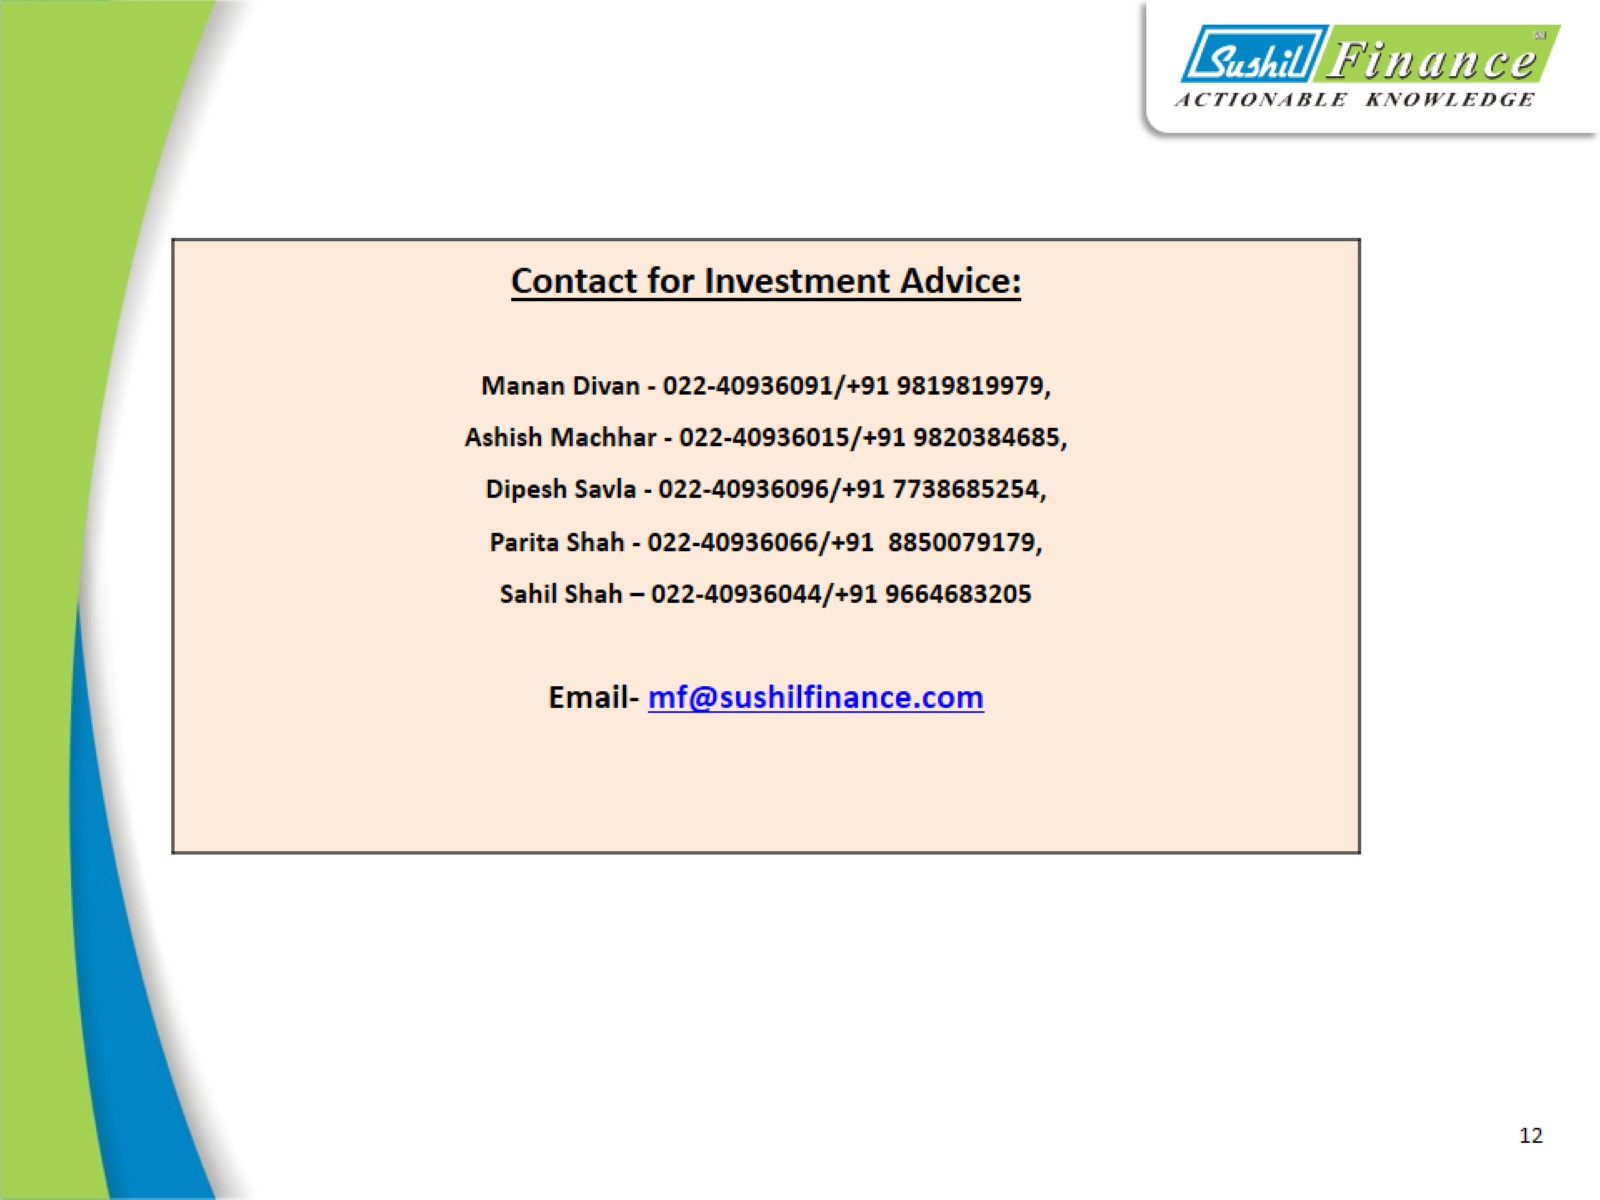 Sushil Finance
ACTIONABLE KNOWLEDGE
Contact for Investment Advice:
Manan Divan - 022-40936091/+91 9819819979,
Ashish Machhar - 022-40936015/+91 9820384685,
Dipesh Savla - 022-40936096/+91 7738685254,
Parita Shah - 022-40936066/+91  8850079179,
Sahil Shah – 022-40936044/+91 9664683205
Email- mf@sushilfinance.com
12